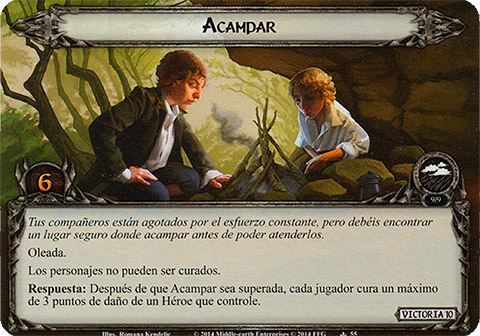 Acampar
6
9/9
Tus compañeros están agotados por el esfuerzo constante, pero debéis encontrar
un lugar seguro donde acampar antes de poder atenderlos.
Oleada.
Los personajes no pueden ser curados.
Respuesta: Después de que Acampar sea superada, cada jugador cura un máximo
de 3 puntos de daño de un Héroe que controle.
VICTORIA 10
Illus. Romana Kendelic © 2014 Middle-earth Enterprises © 2014 FFG 55